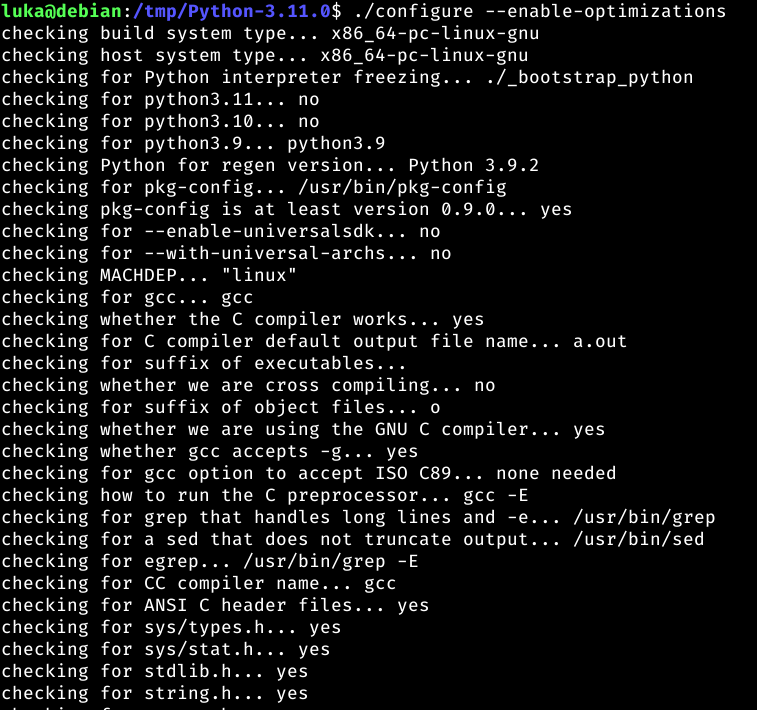 luka@debian:/tmp/Python-3.11.0$ ./configure --enable-optimizations
checking build system type... x86_64-pc-linux-gnu
checking host system type... x86_64-pc-linux-gnu
checking for Python interpreter freezing... ./_bootstrap_python
checking for python3.11... no
checking for python3.10... no
checking for python3.9... python3.9
checking Python for regen version... Python 3.9.2
checking for pkg-config... /usr/bin/pkg-config
checking pkg-config is at least version 0.9.0... yes
checking for --enable-universalsdk... no
checking for --with-universal-archs... no
checking MACHDEP... "linux"
checking for gcc... gcc
checking whether the C compiler works... yes
checking for C compiler default output file name... a.out
checking for suffix of executables...
checking whether we are cross compiling... no
checking for suffix of object files... o
checking whether we are using the GNU C compiler... yes
checking whether gcc accepts -g... yes
checking for gcc option to accept ISO C89... none needed
checking how to run the C preprocessor... gcc -E
checking for grep that handles long lines and -e... /usr/bin/grep
checking for a sed that does not truncate output... /usr/bin/sed
checking for egrep... /usr/bin/grep -E
checking for CC compiler name... gcc
checking for ANSI C header files... yes
checking for sys/types.h... yes
checking for sys/stat.h... yes
checking for stdlib.h... yes
checking for string.h... yes